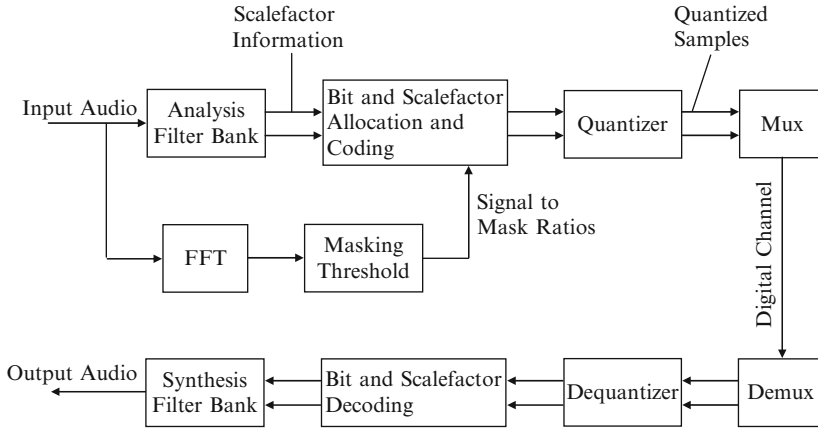 Scalefactor
Information
Quantized
Samples
Input Audio
Analysis
Filter Bank
Bit and Scalefactor
Allocation and
Coding
Quantizer
Mux
FFT
Masking
Threshold
Signal to
Mask Ratios
Digital Channel
Output Audio
Synthesis
Filter Bank
Bit and Scalefactor
Decoding
Dequantizer
Demux